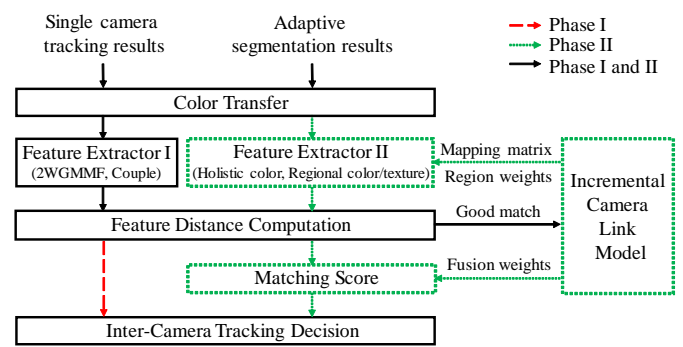 Single camera
tracking results
Adaptive
segmentation results
Phase I
Phase II
Phase I and II
Color Transfer
Feature Extractor I
(2WGMMF, Couple)
Feature Extractor II
(Holistic color, Regional color/texture)
Mapping matrix
Region weights
Incremental
Camera
Link
Model
Feature Distance Computation
Good match
Matching Score
Fusion weights
Inter-Camera Tracking Decision